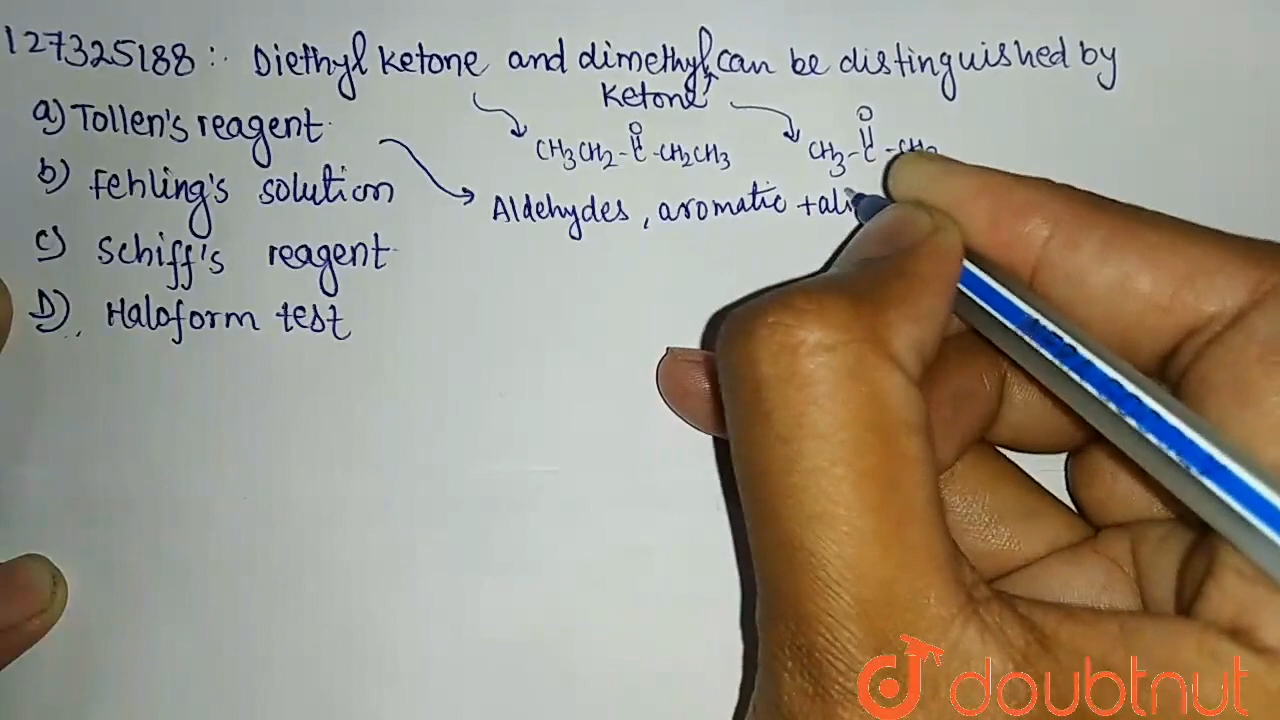 127325188:- Diethyl ketone and dimethyl can be distinguished by
ketone
a) Tollen's reagent
b) Fehling's solution
c) Schiff's reagent
D) Haloform test
O
CH3CH2-C-CH2CH3
O
CH3-C-CH3
Aldehydes, aromatic + ali
doubtnut